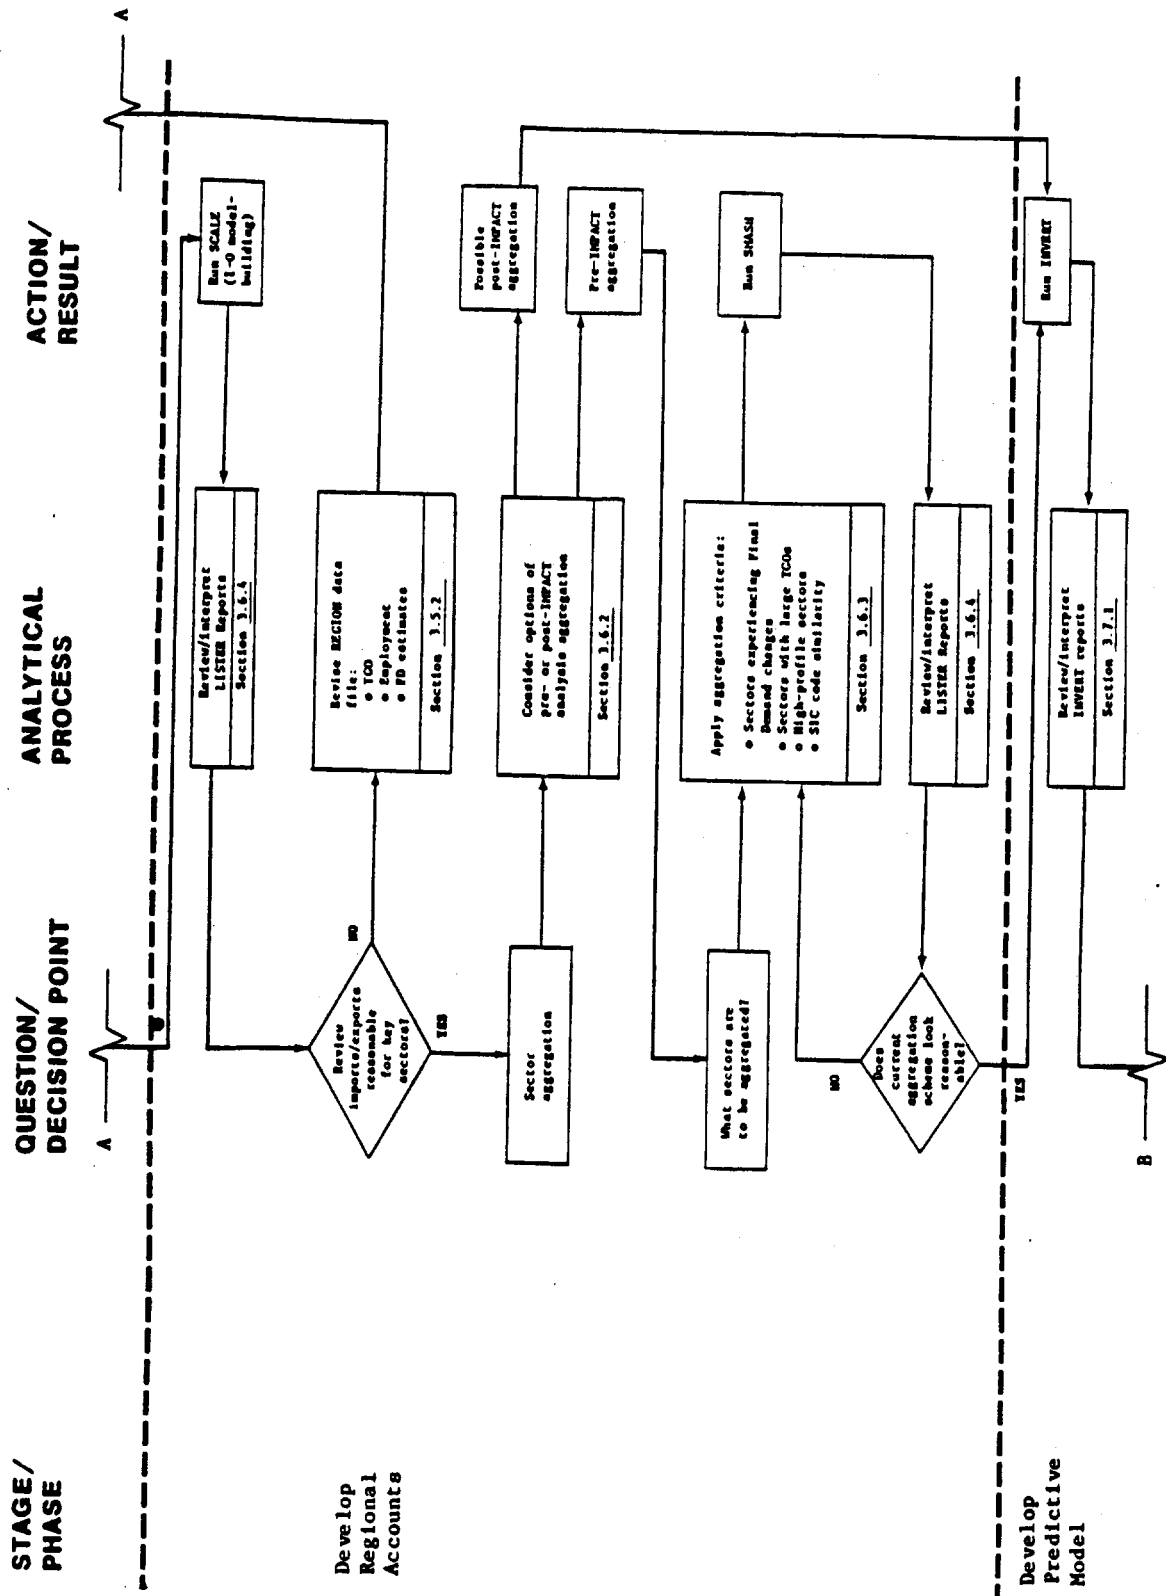 STAGE/
PHASE
QUESTION/
DECISION POINT
ANALYTICAL
PROCESS
ACTION/
RESULT
A
A
Develop
Regional
Accounts
Run SCALE
(I-O model-
building)
Review/interpret
LISTER Reports
Section 3.6.4
Review
imports/exports
reasonable
for key
sectors?
NO
YES
Revise REGION data
file:
● TGO
● Employment
● FD estimates
Section 3.5.2
Sector
aggregation
Consider options of
pre- or post-IMPACT
analysis aggregation
Section 3.6.2
Possible
post-IMPACT
aggregation
Pre-IMPACT
aggregation
What sectors are
to be aggregated?
Apply aggregation criteria:
● Sectors experiencing Final
Demand changes
● Sectors with large TGOs
● High-profile sectors
● SIC code similarity
Section 3.6.3
Run SMASH
Review/interpret
LISTER Reports
Section 3.6.4
Does
current
aggregation
scheme look
reason-
able?
NO
YES
Develop
Predictive
Model
Run INVERT
Review/interpret
INVERT reports
Section 3.7.1
B